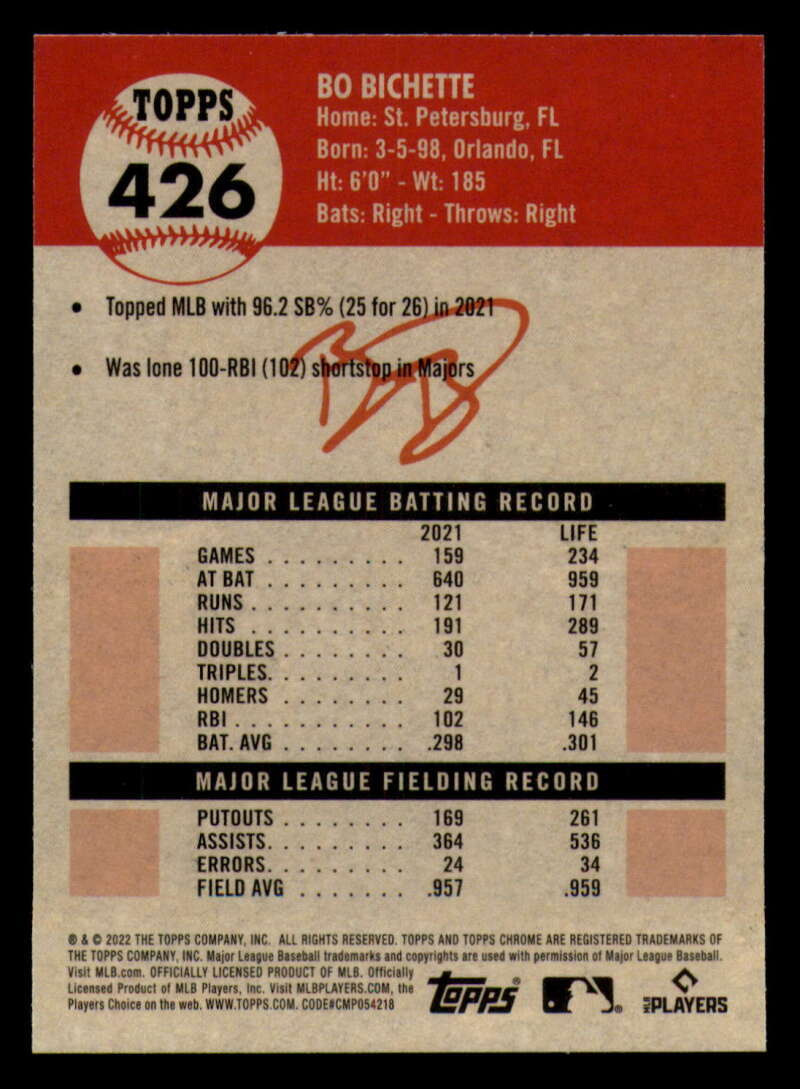 TOPPS
426
BO BICHETTE
Home: St. Petersburg, FL
Born: 3-5-98, Orlando, FL
Ht: 6'0" - Wt: 185
Bats: Right - Throws: Right
• Topped MLB with 96.2 SB% (25 for 26) in 2021
• Was lone 100-RBI (102) shortstop in Majors
MAJOR LEAGUE BATTING RECORD
2021 LIFE
GAMES . . . . . . . . . 159 234
AT BAT . . . . . . . . . 640 959
RUNS . . . . . . . . . . 121 171
HITS . . . . . . . . . . 191 289
DOUBLES . . . . . . . . 30 57
TRIPLES. . . . . . . . . 1 2
HOMERS . . . . . . . . 29 45
RBI . . . . . . . . . . . 102 146
BAT. AVG . . . . . . . . .298 .301
MAJOR LEAGUE FIELDING RECORD
PUTOUTS . . . . . . . . 169 261
ASSISTS. . . . . . . . . 364 536
ERRORS. . . . . . . . . 24 34
FIELD AVG . . . . . . . .957 .959
® & © 2022 THE TOPPS COMPANY, INC. ALL RIGHTS RESERVED. TOPPS AND TOPPS CHROME ARE REGISTERED TRADEMARKS OF
THE TOPPS COMPANY, INC. Major League Baseball trademarks and copyrights are used with permission of Major League Baseball.
Visit MLB.com. OFFICIALLY LICENSED PRODUCT OF MLB. Officially
Licensed Product of MLB Players, Inc. Visit MLBPLAYERS.COM, the
Players Choice on the web. WWW.TOPPS.COM. CODE#CMP054218
TOPPS®
MLB PLAYERS